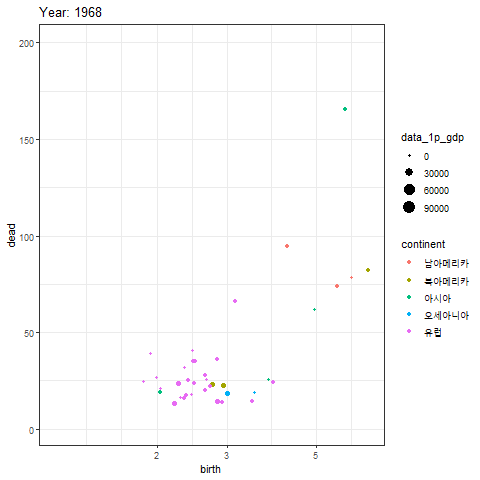 Year: 1968
200
150
100
50
0
dead
2
3
5
birth
data_1p_gdp
0
30000
60000
90000
continent
남아메리카
북아메리카
아시아
오세아니아
유럽